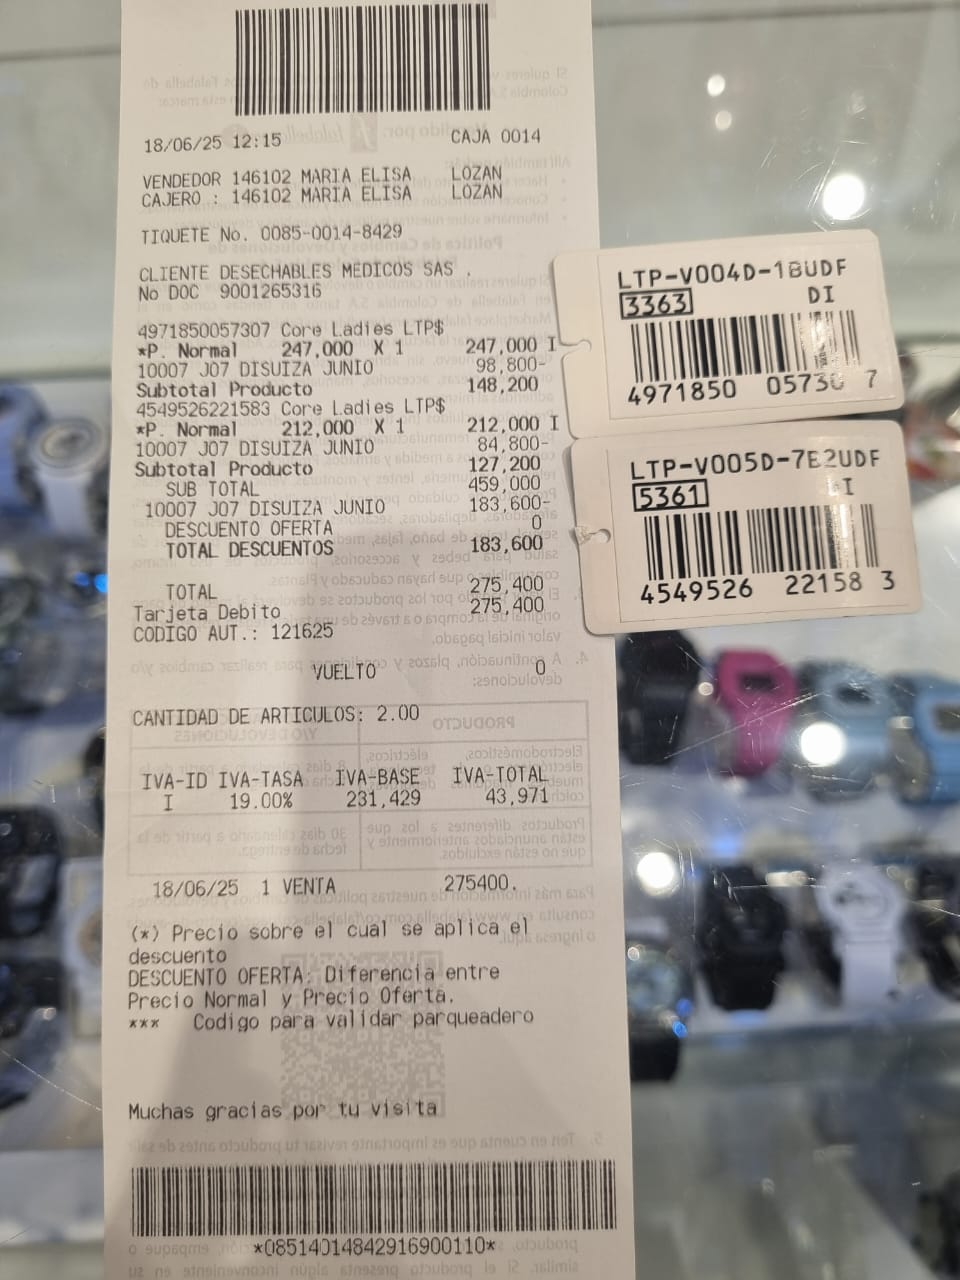 18/06/25 12:15 CAJA 0014
VENDEDOR 146102 MARIA ELISA LOZAN
CAJERO : 146102 MARIA ELISA LOZAN
TIQUETE No. 0085-0014-8429
CLIENTE DESECHABLES MEDICOS SAS .
No DOC 9001265316
4971850057307 Core Ladies LTP$
*P. Normal 247,000 X 1 247,000 I
10007 J07 DISUIZA JUNIO 98,800-
Subtotal Producto 148,200
4549526221583 Core Ladies LTP$
*P. Normal 212,000 X 1 212,000 I
10007 J07 DISUIZA JUNIO 84,800-
Subtotal Producto 127,200
SUB TOTAL 459,000
10007 J07 DISUIZA JUNIO 183,600-
DESCUENTO OFERTA 0
TOTAL DESCUENTOS 183,600
TOTAL 275,400
Tarjeta Debito 275,400
CODIGO AUT.: 121625
VUELTO 0
CANTIDAD DE ARTICULOS: 2.00
IVA-ID IVA-TASA IVA-BASE IVA-TOTAL
I 19.00% 231,429 43,971
18/06/25 1 VENTA 275400.
(*) Precio sobre el cual se aplica el
descuento
DESCUENTO OFERTA: Diferencia entre
Precio Normal y Precio Oferta.
*** Codigo para validar parqueadero
Muchas gracias por tu visita
*08514014842916900110*
LTP-V004D-1BUDF
3363 DI
4971850 05730 7
LTP-V005D-7B2UDF
5361 I
4549526 22158 3